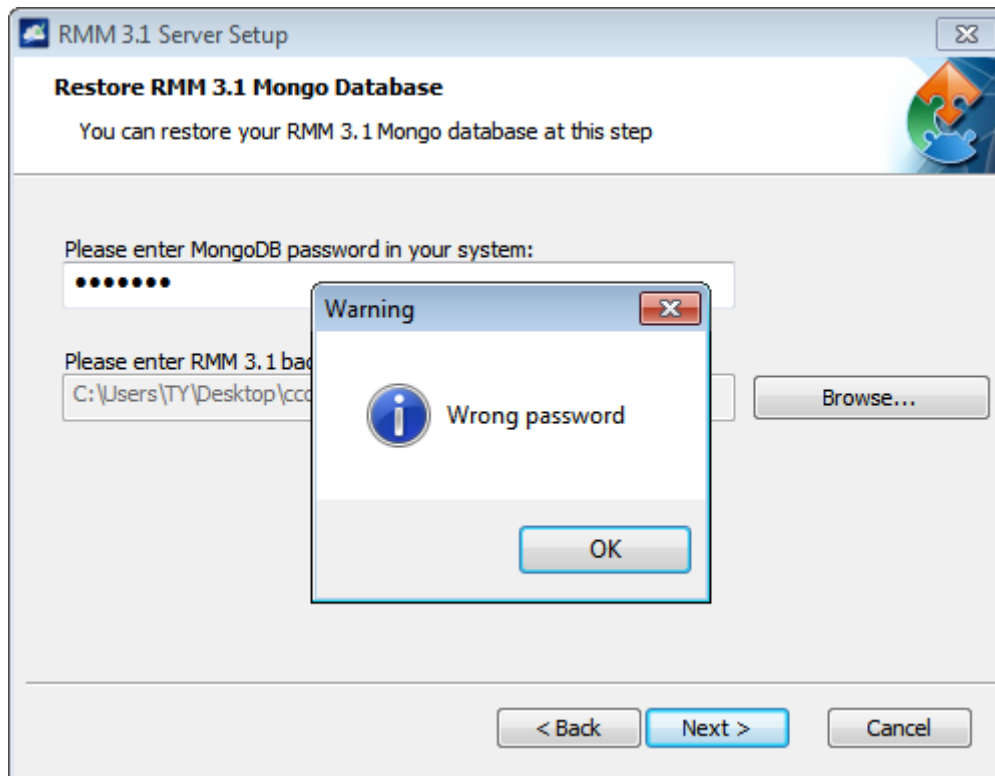 RMM 3.1 Server Setup
Restore RMM 3.1 Mongo Database
You can restore your RMM 3.1 Mongo database at this step
Please enter MongoDB password in your system:
Warning
Please enter RMM 3.1
C:\Users\TY\Desktop\
Browse...
Wrong password
OK
< Back
Next >
Cancel